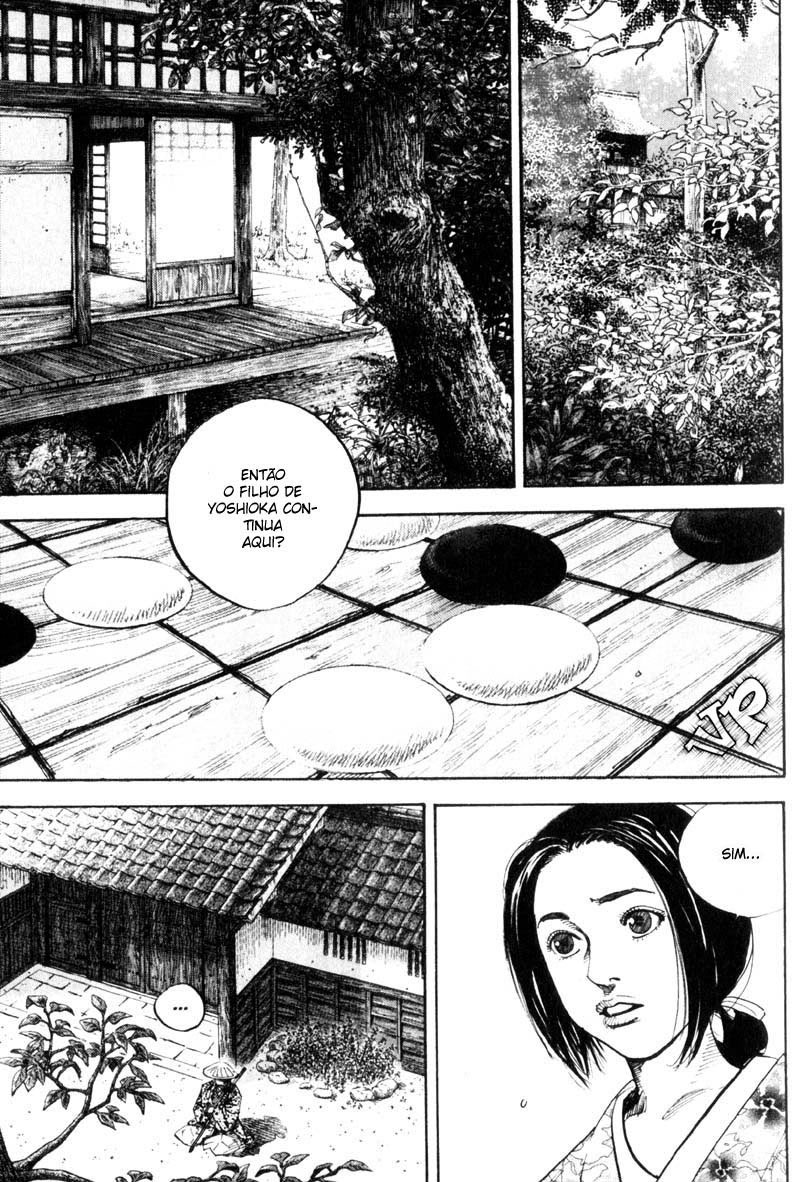 ENTÃO
O FILHO DE
YOSHIOKA CON-
TINUA
AQUI?
SIM...
...